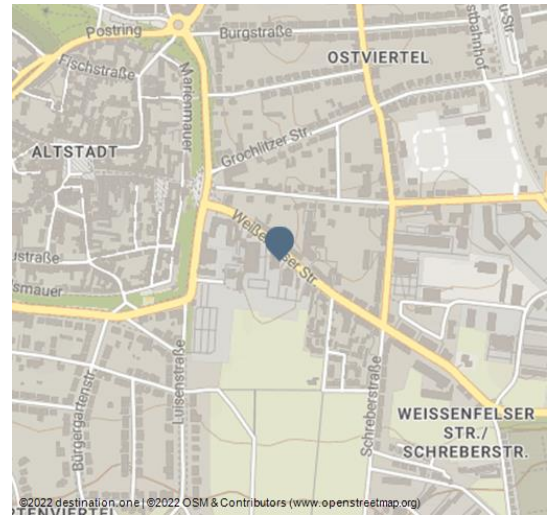 Postring
Burgstraße
Fischstraße
OSTVIERTEL
Marienmauer
ALTSTADT
Grochlitzer Str.
Weißenfelser Str.
Luisenstraße
Bürgergartenstr.
Schreberstraße
WEISSENFELSER
STR./
SCHREBERSTR.
©2022 destination.one | ©2022 OSM & Contributors (www.openstreetmap.org)